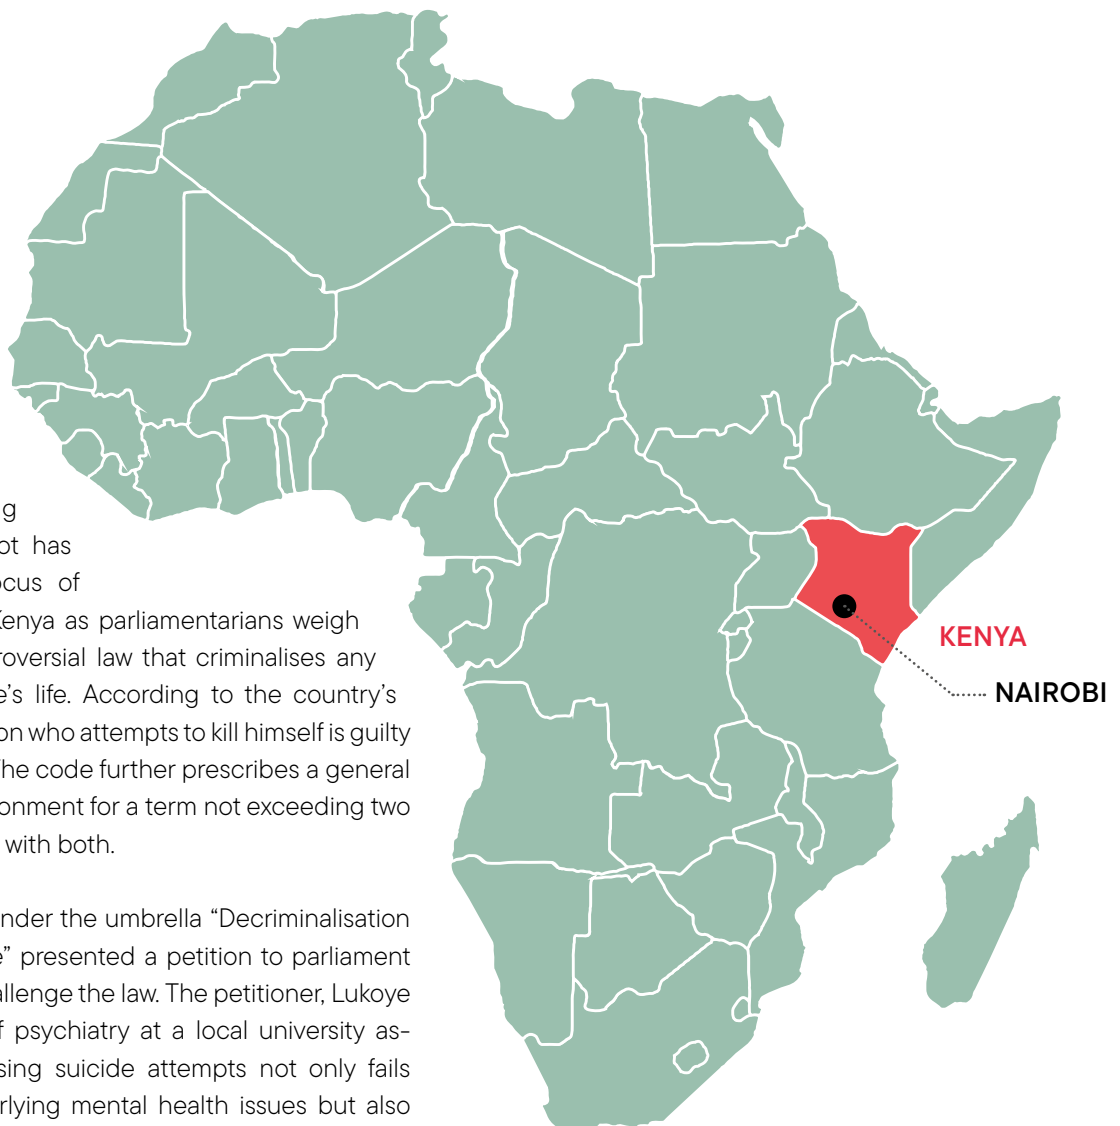 g
ot has
ocus of
Kenya as parliamentarians weigh
roversial law that criminalises any
e’s life. According to the country’s
on who attempts to kill himself is guilty
The code further prescribes a general
onment for a term not exceeding two
with both.
nder the umbrella “Decriminalisation
e” presented a petition to parliament
allenge the law. The petitioner, Lukoye
f psychiatry at a local university as-
sing suicide attempts not only fails
rlying mental health issues but also
KENYA
NAIROBI